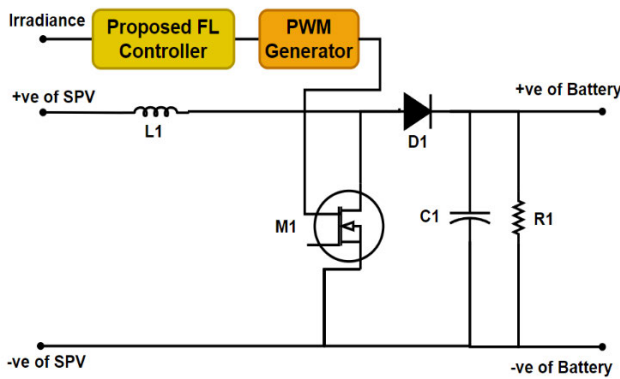 Irradiance
Proposed FL
Controller
PWM
Generator
+ve of SPV
+ve of Battery
L1
D1
M1
C1
R1
-ve of SPV
-ve of Battery